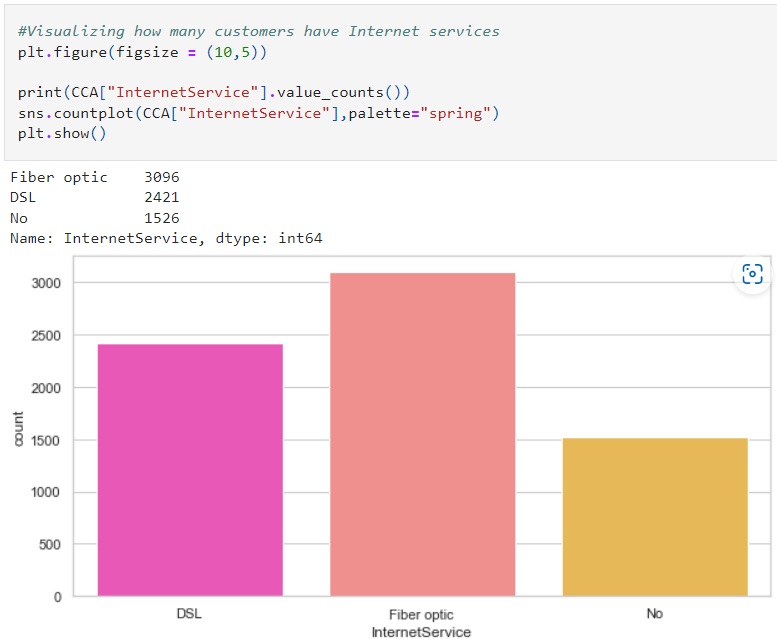 #Visualizing how many customers have Internet services
plt.figure(figsize = (10,5))
print(CCA["InternetService"].value_counts())
sns.countplot(CCA["InternetService"],palette="spring")
plt.show()
Fiber optic    3096
DSL            2421
No             1526
Name: InternetService, dtype: int64
3000
2500
2000
1500
1000
500
0
count
DSL
Fiber optic
No
InternetService